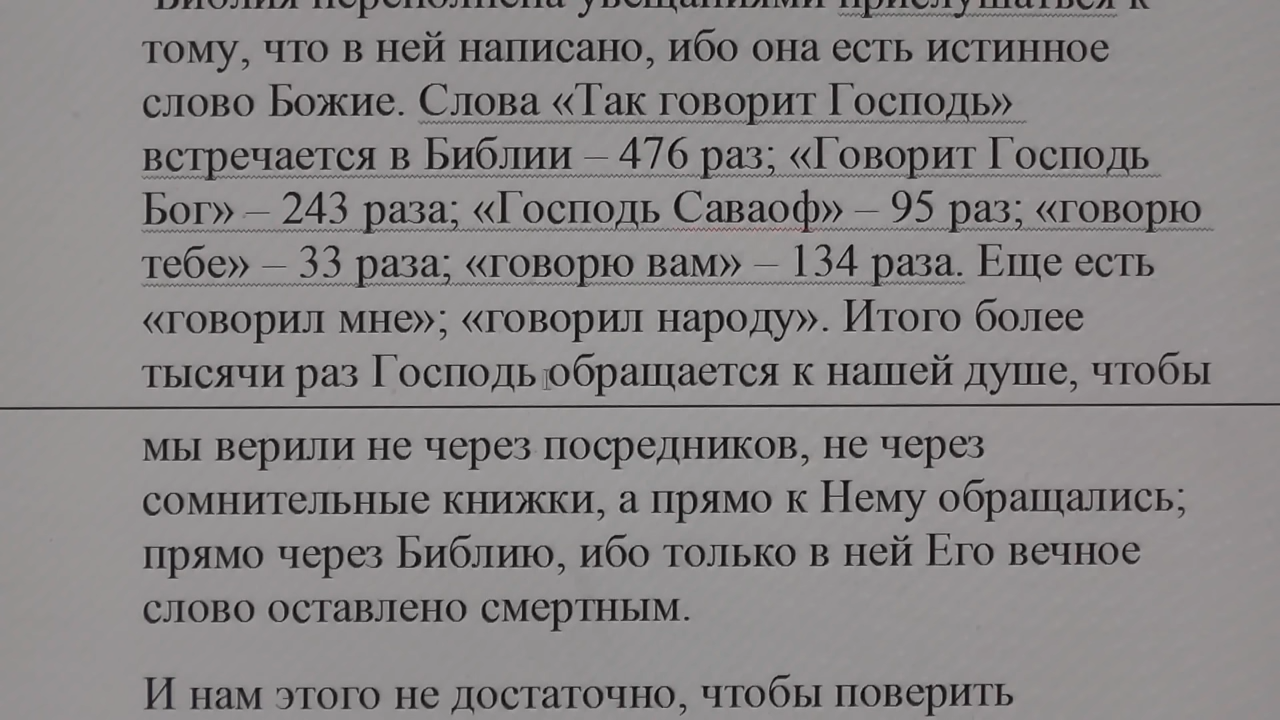 Библия переполнена увещаниями прислушаться к
тому, что в ней написано, ибо она есть истинное
слово Божие. Слова «Так говорит Господь»
встречается в Библии – 476 раз; «Говорит Господь
Бог» – 243 раза; «Господь Саваоф» – 95 раз; «говорю
тебе» – 33 раза; «говорю вам» – 134 раза. Еще есть
«говорил мне»; «говорил народу». Итого более
тысячи раз Господь обращается к нашей душе, чтобы
мы верили не через посредников, не через
сомнительные книжки, а прямо к Нему обращались;
прямо через Библию, ибо только в ней Его вечное
слово оставлено смертным.
И нам этого не достаточно, чтобы поверить